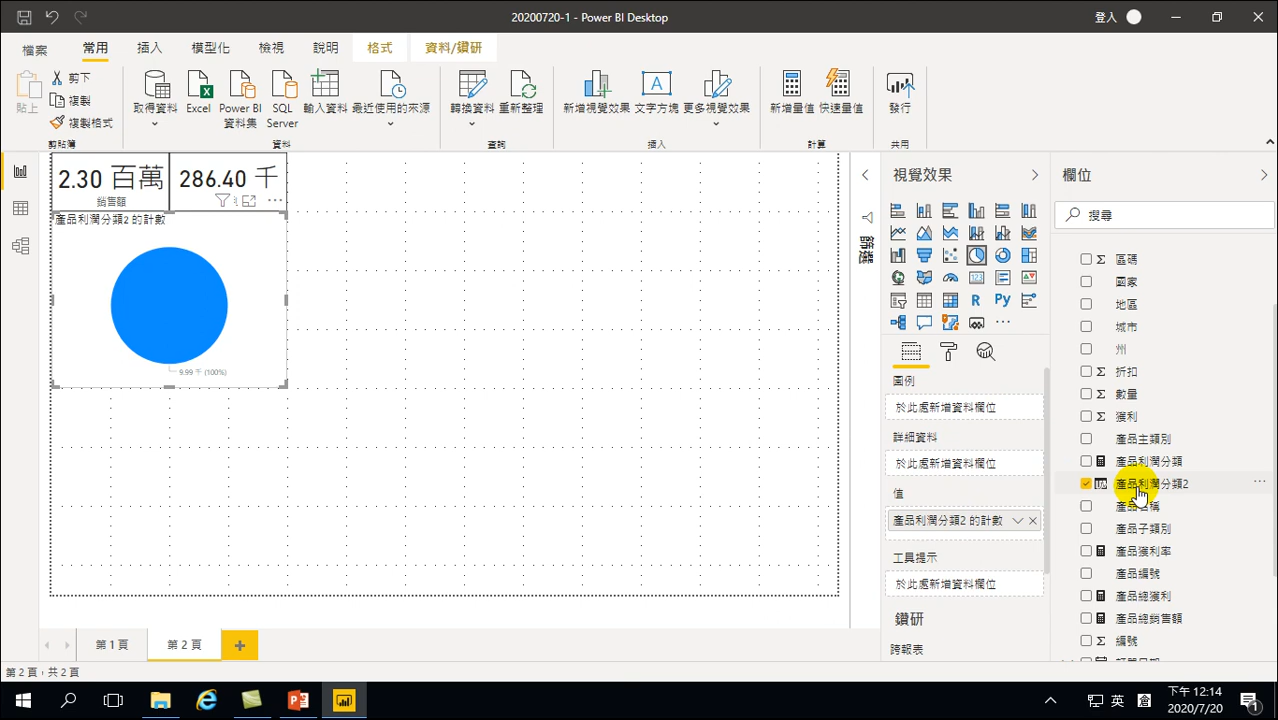 20200720-1 - Power BI Desktop
登入
檔案
常用
插入
模型化
檢視
說明
格式
資料/鑽研
貼上
剪下
複製
複製格式
剪貼簿
取得資料
Excel
Power BI
資料集
SQL
Server
輸入資料
最近使用的來源
資料
轉換資料
重新整理
查詢
新增視覺效果
文字方塊
更多視覺效果
插入
新增量值
快速量值
計算
發行
共用
2.30 百萬
銷售額
286.40 千
產品利潤分類2 的計數
9.99 千 (100%)
篩選
視覺效果
R
Py
圖例
於此處新增資料欄位
詳細資料
於此處新增資料欄位
值
產品利潤分類2 的計數
工具提示
於此處新增資料欄位
鑽研
跨報表
欄位
搜尋
區碼
國家
地區
城市
州
折扣
數量
獲利
產品主類別
產品利潤分類
產品利潤分類2
產品子類別
產品獲利率
產品編號
產品總獲利
產品總銷售額
編號
第 1 頁
第 2 頁
第 2 頁，共 2 頁
英
下午 12:14
2020/7/20
1